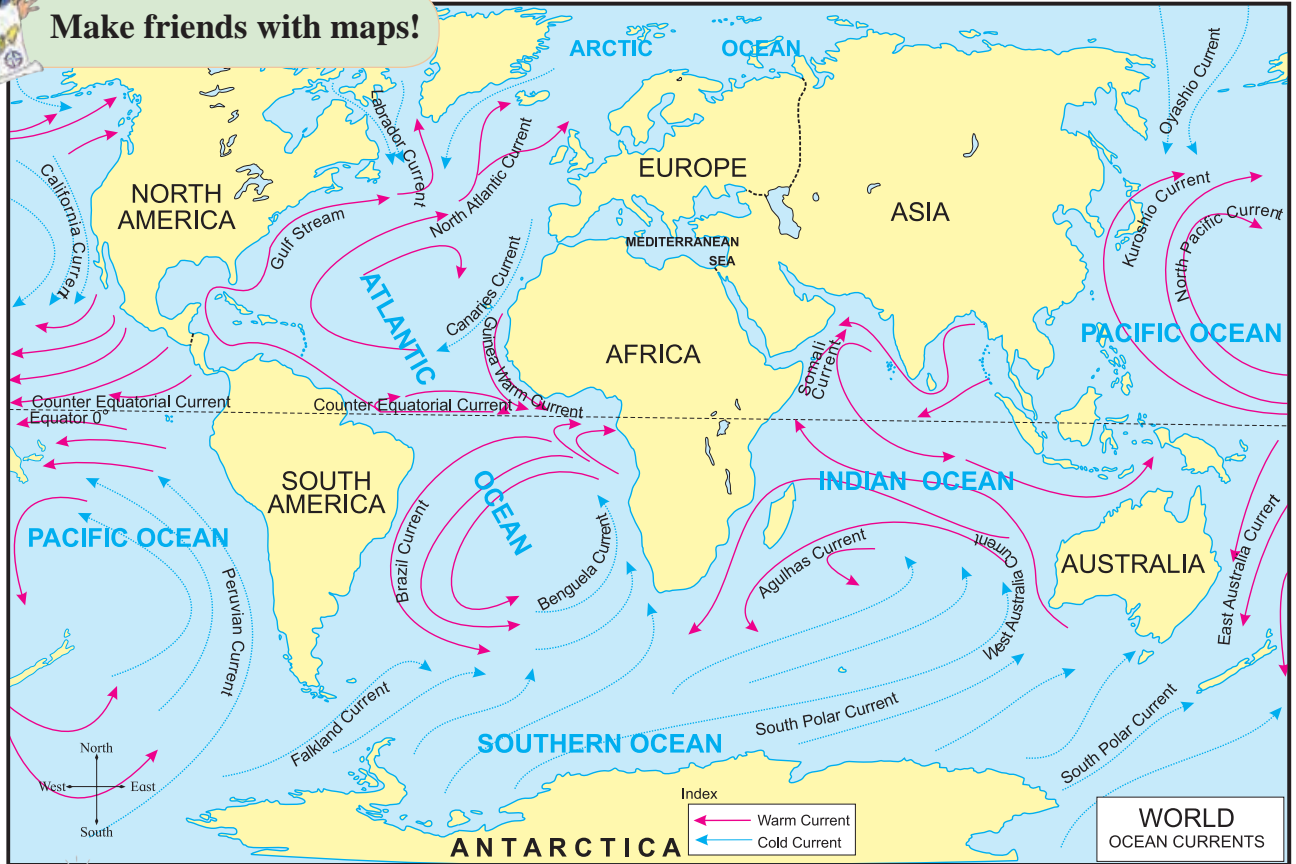 Make friends with maps!
ARCTIC OCEAN
Oyashio Current
Labrador Current
NORTH
AMERICA
EUROPE
ASIA
California Current
Gulf Stream
North Atlantic Current
Kuroshio Current
North Pacific Current
MEDITERRANEAN
SEA
ATLANTIC
Canaries Current
Guinea Warm Current
AFRICA
Somali
Current
PACIFIC OCEAN
Counter Equatorial Current
Equator 0°
Counter Equatorial Current
SOUTH
AMERICA
OCEAN
INDIAN OCEAN
PACIFIC OCEAN
Peruvian Current
Brazil Current
Benguela Current
Agulhas Current
West Australia Current
AUSTRALIA
East Australia Current
Falkland Current
South Polar Current
South Polar Current
SOUTHERN OCEAN
North
West
East
South
Index
Warm Current
Cold Current
ANTARCTICA
WORLD
OCEAN CURRENTS